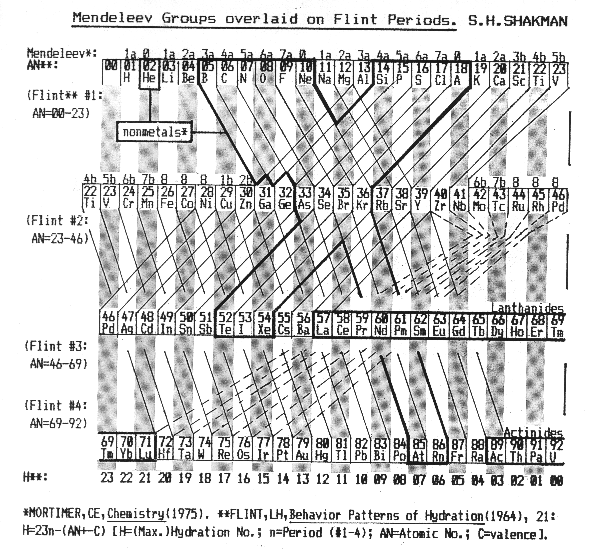 Mendeleev Groups overlaid on Flint Periods. S.H.SHAKMAN
Mendeleev*: 1a 0 1a 2a 3a 4a 5a 6a 7a 0 1a 2a 3a 4a 5a 6a 7a 0 1a 2a 3b 4b 5b
AN**: 00 01 02 03 04 05 06 07 08 09 10 11 12 13 14 15 16 17 18 19 20 21 22 23
H He Li Be B C N O F Ne Na Mg Al Si P S Cl A K Ca Sc Ti V
(Flint** #1:
AN=00-23)
nonmetals*
4b 5b 6b 7b 8 8 8 1b 2b 6b 7b 8 8 8
22 23 24 25 26 27 28 29 30 31 32 33 34 35 36 37 38 39 40 41 42 43 44 45 46
Ti V Cr Mn Fe Co Ni Cu Zn Ga Ge As Se Br Kr Rb Sr Y Zr Nb Mo Tc Ru Rh Pd
(Flint #2:
AN=23-46)
Lanthanides
46 47 48 49 50 51 52 53 54 55 56 57 58 59 60 61 62 63 64 65 66 67 68 69
Pd Ag Cd In Sn Sb Te I Xe Cs Ba La Ce Pr Nd Pm Sm Eu Gd Tb Dy Ho Er Tm
(Flint #3:
AN=46-69)
(Flint #4:
AN=69-92)
Actinides
69 70 71 72 73 74 75 76 77 78 79 80 81 82 83 84 85 86 87 88 89 90 91 92
Tm Yb Lu Hf Ta W Re Os Ir Pt Au Hg Tl Pb Bi Po At Rn Fr Ra Ac Th Pa U
H**: 23 22 21 20 19 18 17 16 15 14 13 12 11 10 09 08 07 06 05 04 03 02 01 00
*MORTIMER,CE,Chemistry(1975). **FLINT,LH,Behavior Patterns of Hydration(1964), 21:
H=23n-(AN+-C) [H=(Max.)Hydration No.; n=Period (#1-4); AN=Atomic No.; C=valence].